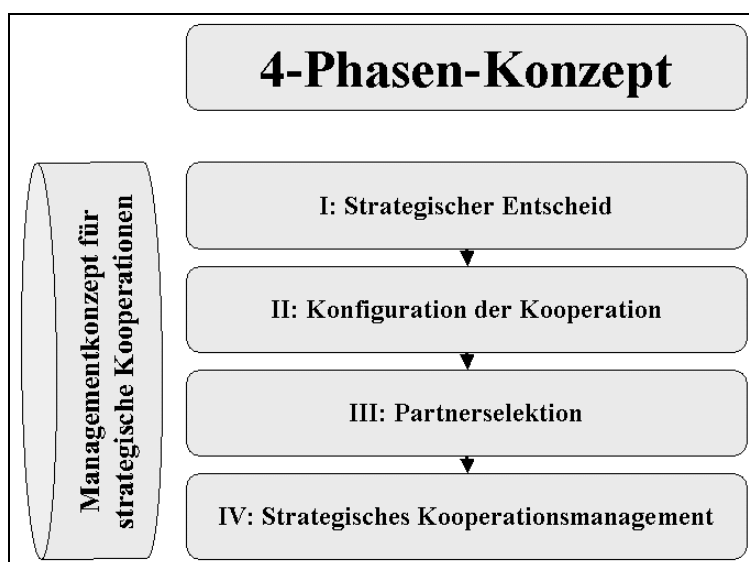 4-Phasen-Konzept
Managementkonzept für
strategische Kooperationen
I: Strategischer Entscheid
II: Konfiguration der Kooperation
III: Partnerselektion
IV: Strategisches Kooperationsmanagement